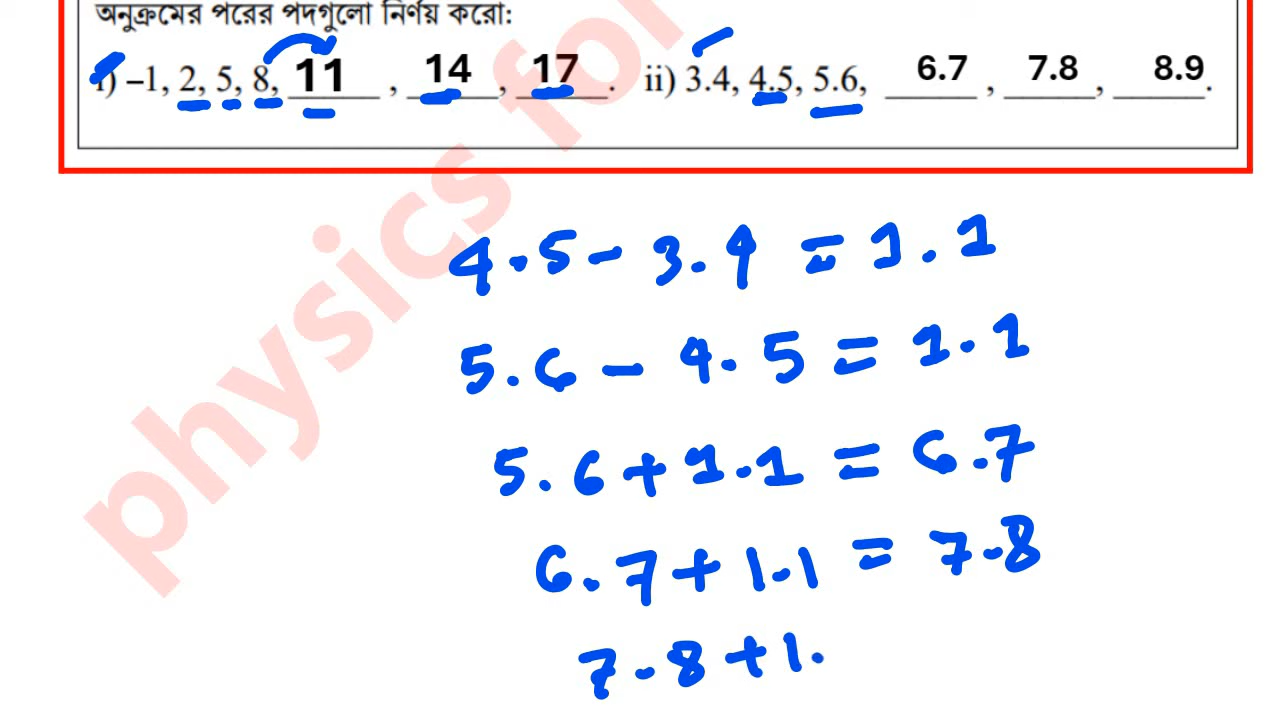 অনুক্রমের পরের পদগুলো নির্ণয় করো:
i) –1, 2, 5, 8, 11 , 14 , 17 . ii) 3.4, 4.5, 5.6, 6.7 , 7.8 , 8.9 .
physics for
4.5 - 3.4 = 1.1
5.6 - 4.5 = 1.1
5.6 + 1.1 = 6.7
6.7 + 1.1 = 7.8
7.8 + 1.